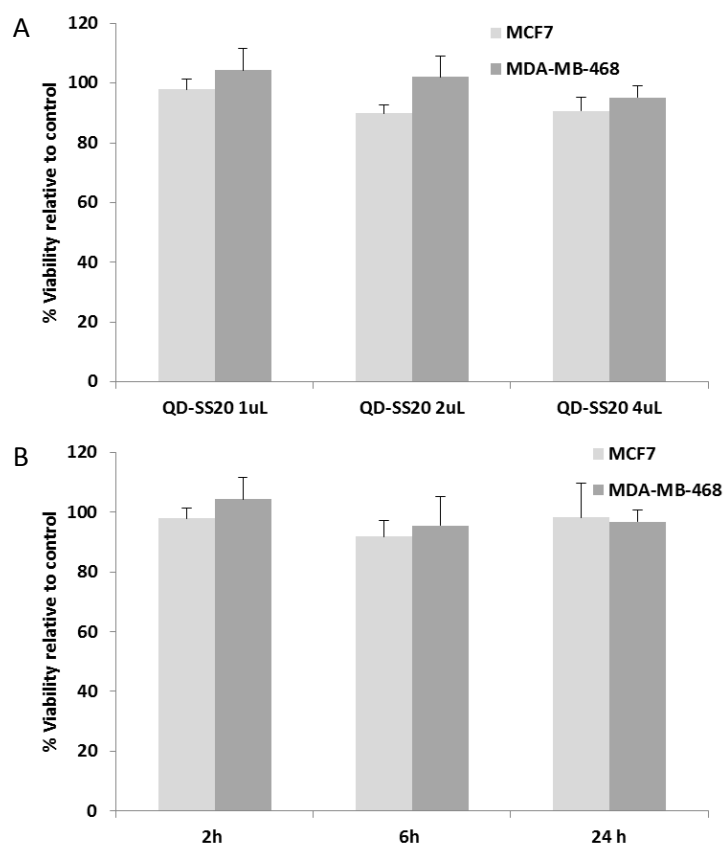 A
% Viability relative to control
120
100
80
60
40
20
0
MCF7
MDA-MB-468
QD-SS20 1uL
QD-SS20 2uL
QD-SS20 4uL
B
% Viability relative to control
120
100
80
60
40
20
0
MCF7
MDA-MB-468
2h
6h
24 h